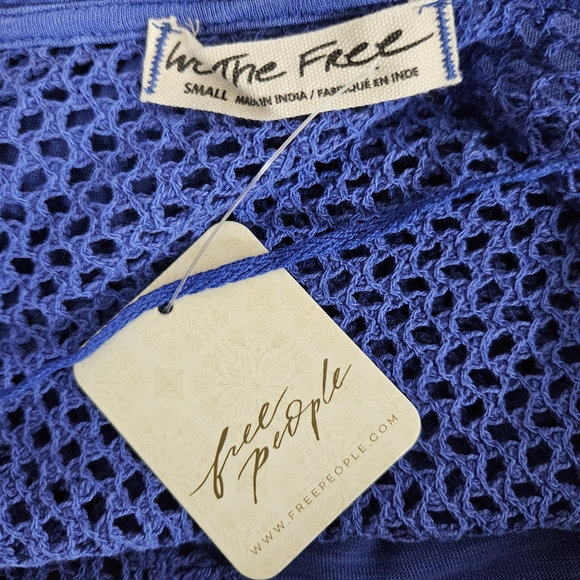 We The Free
SMALL MADE IN INDIA / FABRIQUÉ EN INDE
free
people
WWW.FREEPEOPLE.COM